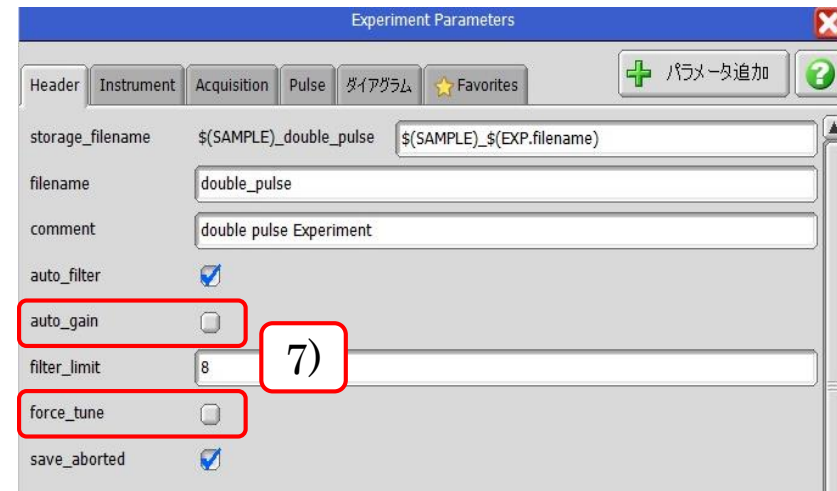 Experiment Parameters
Header Instrument Acquisition Pulse ダイアグラム Favorites パラメータ追加
storage_filename $(SAMPLE)_double_pulse $(SAMPLE)_$(EXP.filename)
filename double_pulse
comment double pulse Experiment
auto_filter
auto_gain
filter_limit 8
7)
force_tune
save_aborted